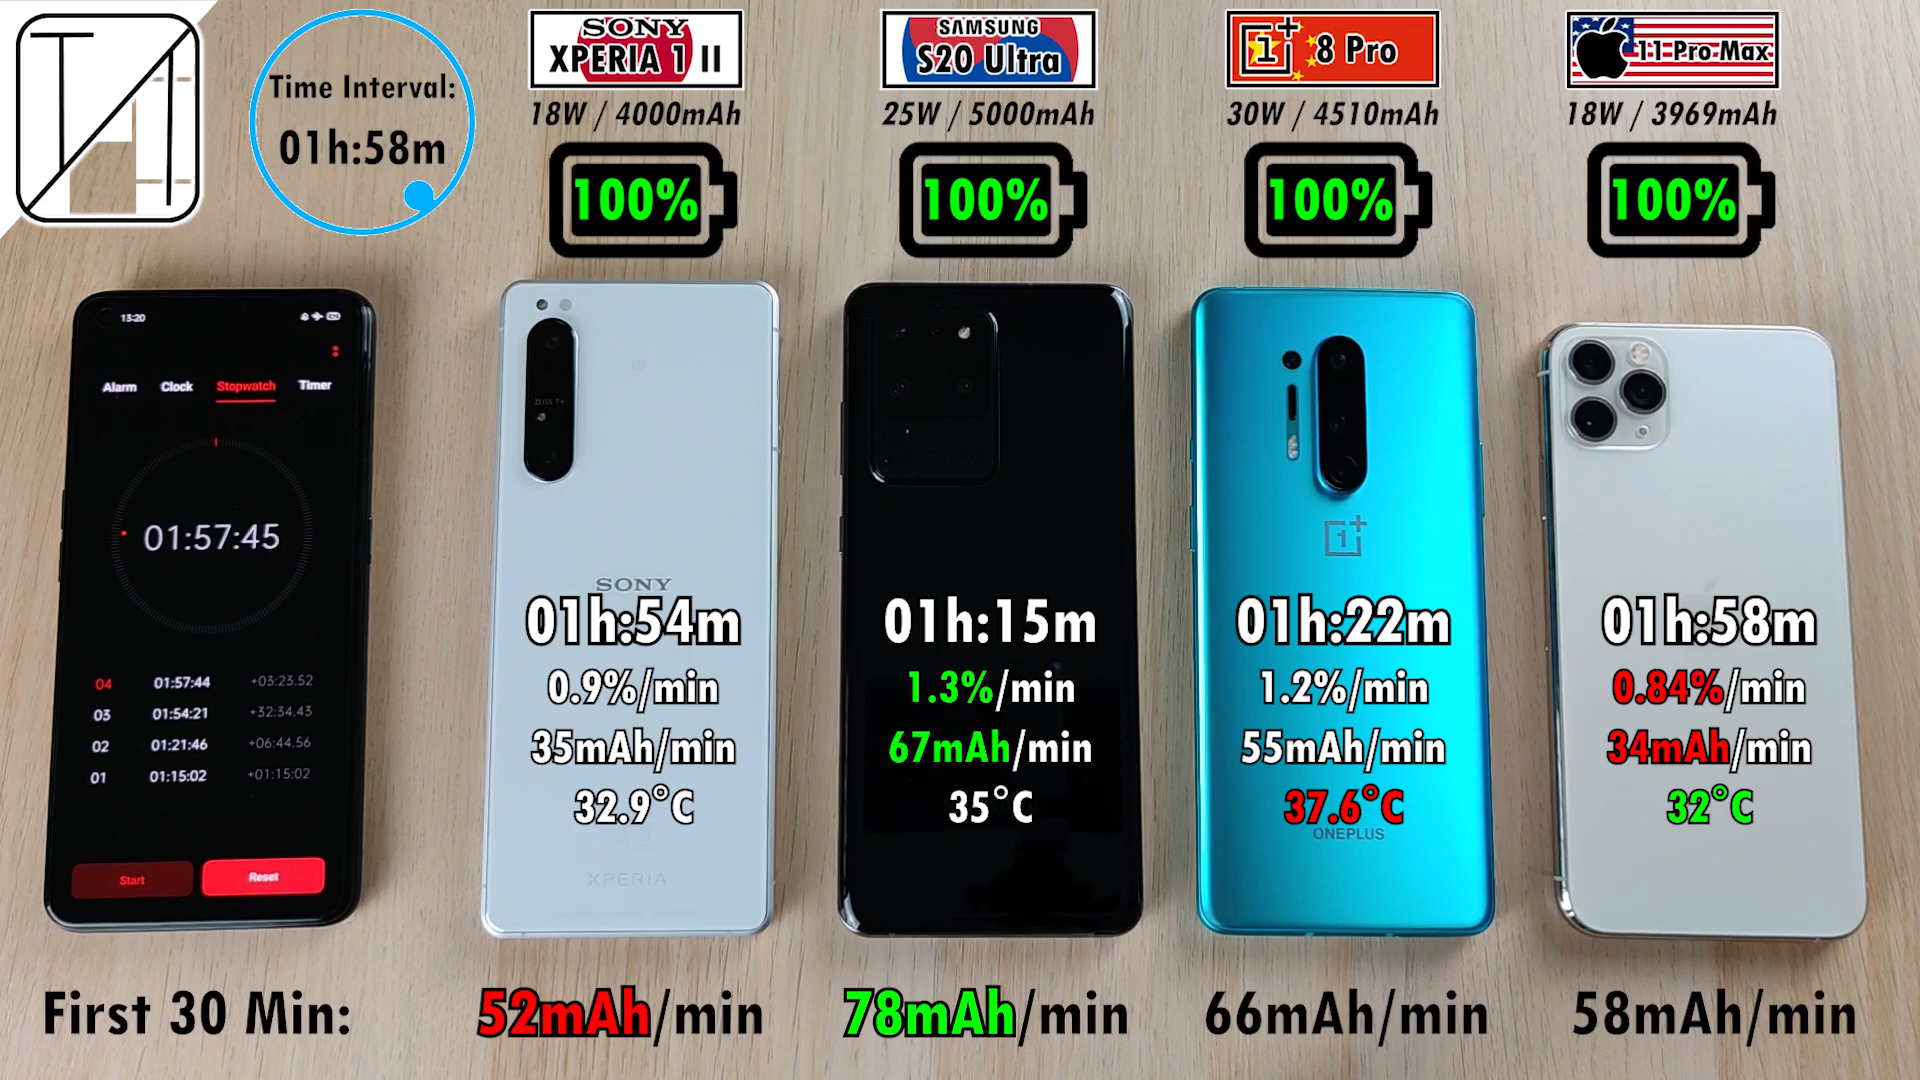 Time Interval:
01h:58m
SONY
XPERIA 1 II
18W / 4000mAh
100%
SAMSUNG
S20 Ultra
25W / 5000mAh
100%
1+ 8 Pro
30W / 4510mAh
100%
11 Pro Max
18W / 3969mAh
100%
13:20
Alarm Clock Stopwatch Timer
01:57:45
04 01:57:44 +03:23.52
03 01:54:21 +32:34.43
02 01:21:46 +06:44.56
01 01:15:02 +01:15:02
Start Reset
ZEISS T*
SONY
01h:54m
0.9%/min
35mAh/min
32.9°C
XPERIA
01h:15m
1.3%/min
67mAh/min
35°C
1+
01h:22m
1.2%/min
55mAh/min
37.6°C
ONEPLUS
01h:58m
0.84%/min
34mAh/min
32°C
First 30 Min: 52mAh/min 78mAh/min 66mAh/min 58mAh/min